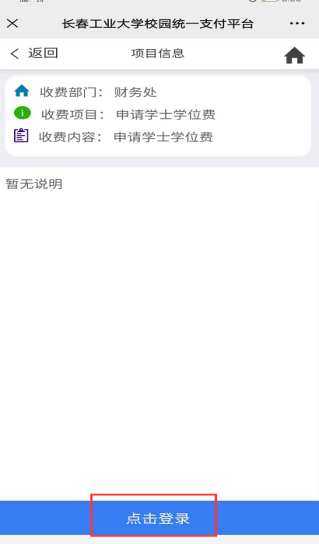 长春工业大学校园统一支付平台
返回 项目信息
收费部门：财务处
收费项目：申请学士学位费
收费内容：申请学士学位费
暂无说明
点击登录